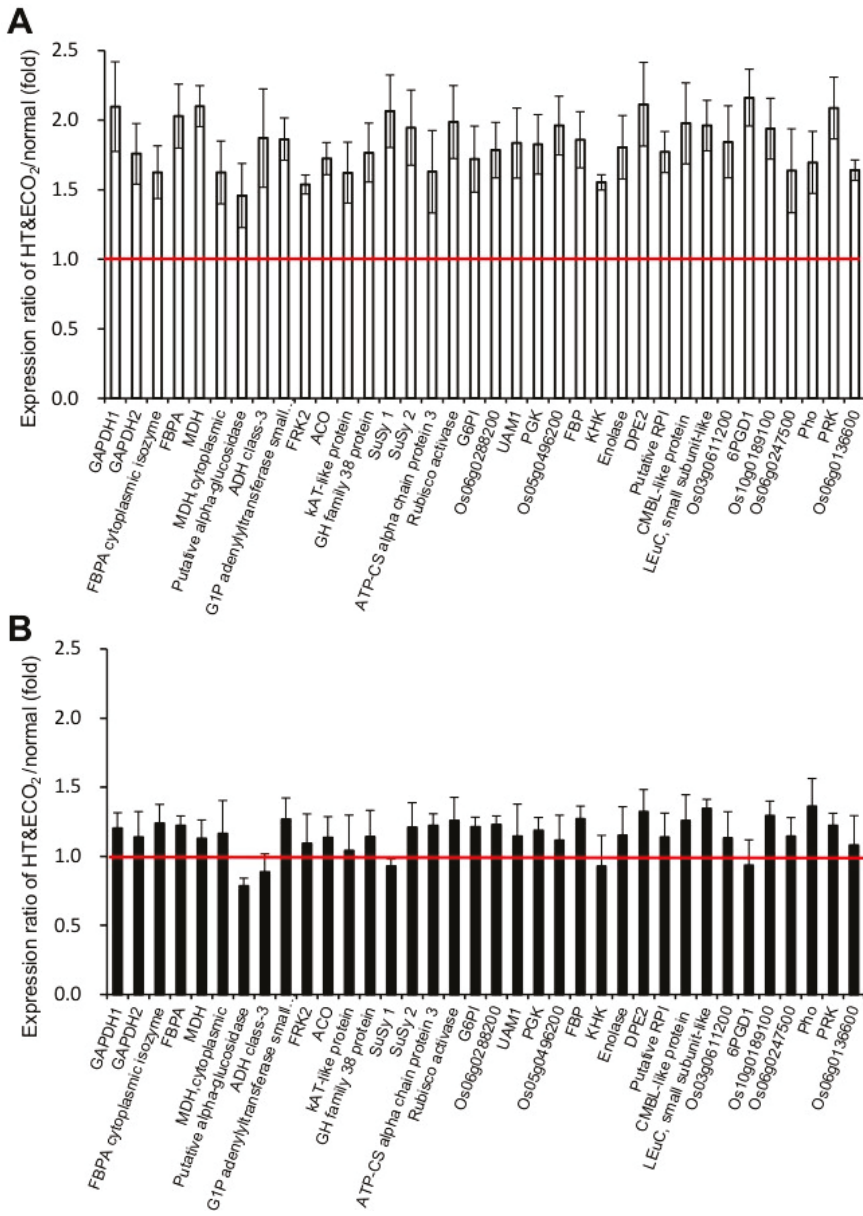 A
Expression ratio of HT&ECO₂/normal (fold)
2.5
2.0
1.5
1.0
0.5
0.0
GAPDH1
GAPDH2
FBPA cytoplasmic isozyme
FBPA
MDH
MDH,cytoplasmic
Putative alpha-glucosidase
ADH class-3
G1P adenylyltransferase small...
FRK2
ACO
kAT-like protein
GH family 38 protein
SuSy 1
SuSy 2
ATP-CS alpha chain protein 3
Rubisco activase
G6PI
Os06g0288200
UAM1
PGK
Os05g0496200
FBP
KHK
Enolase
DPE2
Putative RPI
CMBL-like protein
LEuC, small subunit-like
Os03g0611200
6PGD1
Os10g0189100
Os06g0247500
Pho
PRK
Os06g0136600
B
Expression ratio of HT&ECO₂/normal (fold)
2.5
2.0
1.5
1.0
0.5
0.0
GAPDH1
GAPDH2
FBPA cytoplasmic isozyme
FBPA
MDH
MDH,cytoplasmic
Putative alpha-glucosidase
ADH class-3
G1P adenylyltransferase small...
FRK2
ACO
kAT-like protein
GH family 38 protein
SuSy 1
SuSy 2
ATP-CS alpha chain protein 3
Rubisco activase
G6PI
Os06g0288200
UAM1
PGK
Os05g0496200
FBP
KHK
Enolase
DPE2
Putative RPI
CMBL-like protein
LEuC, small subunit-like
Os03g0611200
6PGD1
Os10g0189100
Os06g0247500
Pho
PRK
Os06g0136600